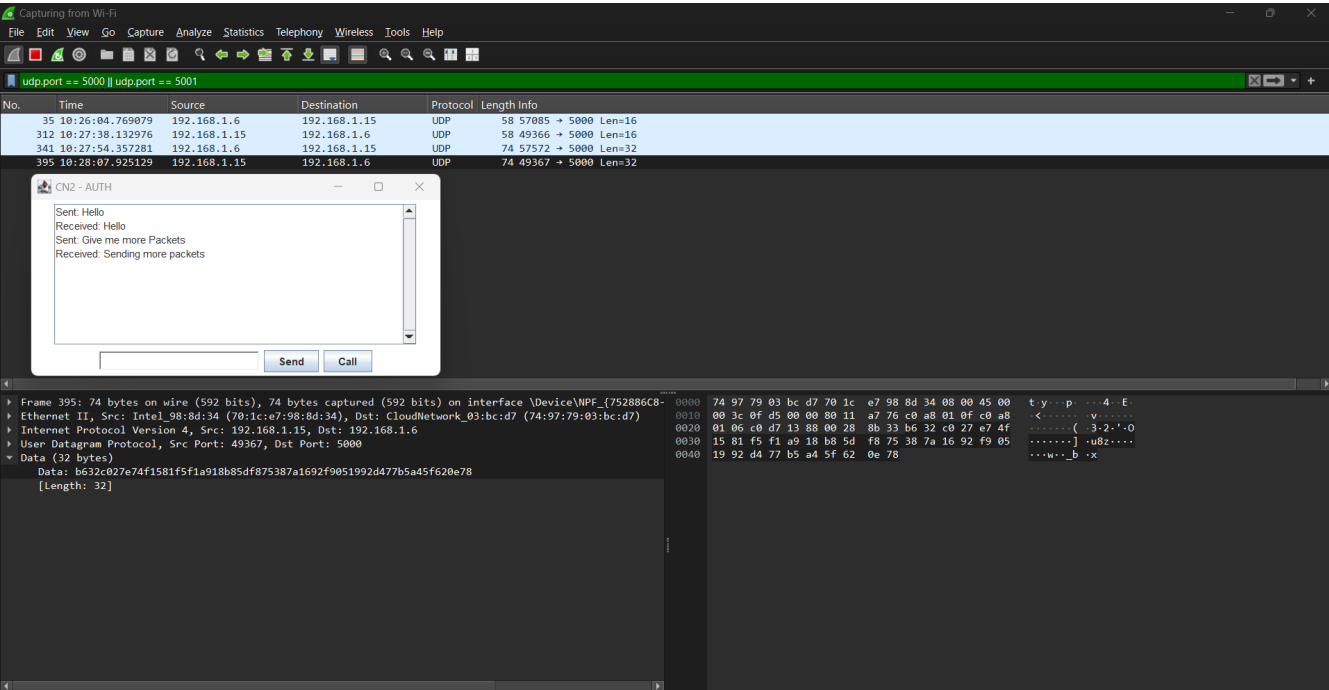 Capturing from Wi-Fi
File Edit View Go Capture Analyze Statistics Telephony Wireless Tools Help
udp.port == 5000 || udp.port == 5001
No. Time Source Destination Protocol Length Info
35 10:26:04.769079 192.168.1.6 192.168.1.15 UDP 58 57085 → 5000 Len=16
312 10:27:38.132976 192.168.1.15 192.168.1.6 UDP 58 49366 → 5000 Len=16
341 10:27:54.357281 192.168.1.6 192.168.1.15 UDP 74 57572 → 5000 Len=32
395 10:28:07.925129 192.168.1.15 192.168.1.6 UDP 74 49367 → 5000 Len=32
CN2 - AUTH
Sent: Hello
Received: Hello
Sent: Give me more Packets
Received: Sending more packets
Send Call
Frame 395: 74 bytes on wire (592 bits), 74 bytes captured (592 bits) on interface \Device\NPF_{752886C8-
Ethernet II, Src: Intel_98:8d:34 (70:1c:e7:98:8d:34), Dst: CloudNetwork_03:bc:d7 (74:97:79:03:bc:d7)
Internet Protocol Version 4, Src: 192.168.1.15, Dst: 192.168.1.6
User Datagram Protocol, Src Port: 49367, Dst Port: 5000
Data (32 bytes)
Data: b632c027e74f1581f5f1a918b85df875387a1692f9051992d477b5a45f620e78
[Length: 32]
0000 74 97 79 03 bc d7 70 1c e7 98 8d 34 08 00 45 00 t·y···p· ···4··E·
0010 00 3c 0f d5 00 00 80 11 a7 76 c0 a8 01 0f c0 a8 ·<······ ·v······
0020 01 06 c0 d7 13 88 00 28 8b 33 b6 32 c0 27 e7 4f ·······( ·3·2·'·O
0030 15 81 f5 f1 a9 18 b8 5d f8 75 38 7a 16 92 f9 05 ·······] ·u8z····
0040 19 92 d4 77 b5 a4 5f 62 0e 78 ···w··_b ·x